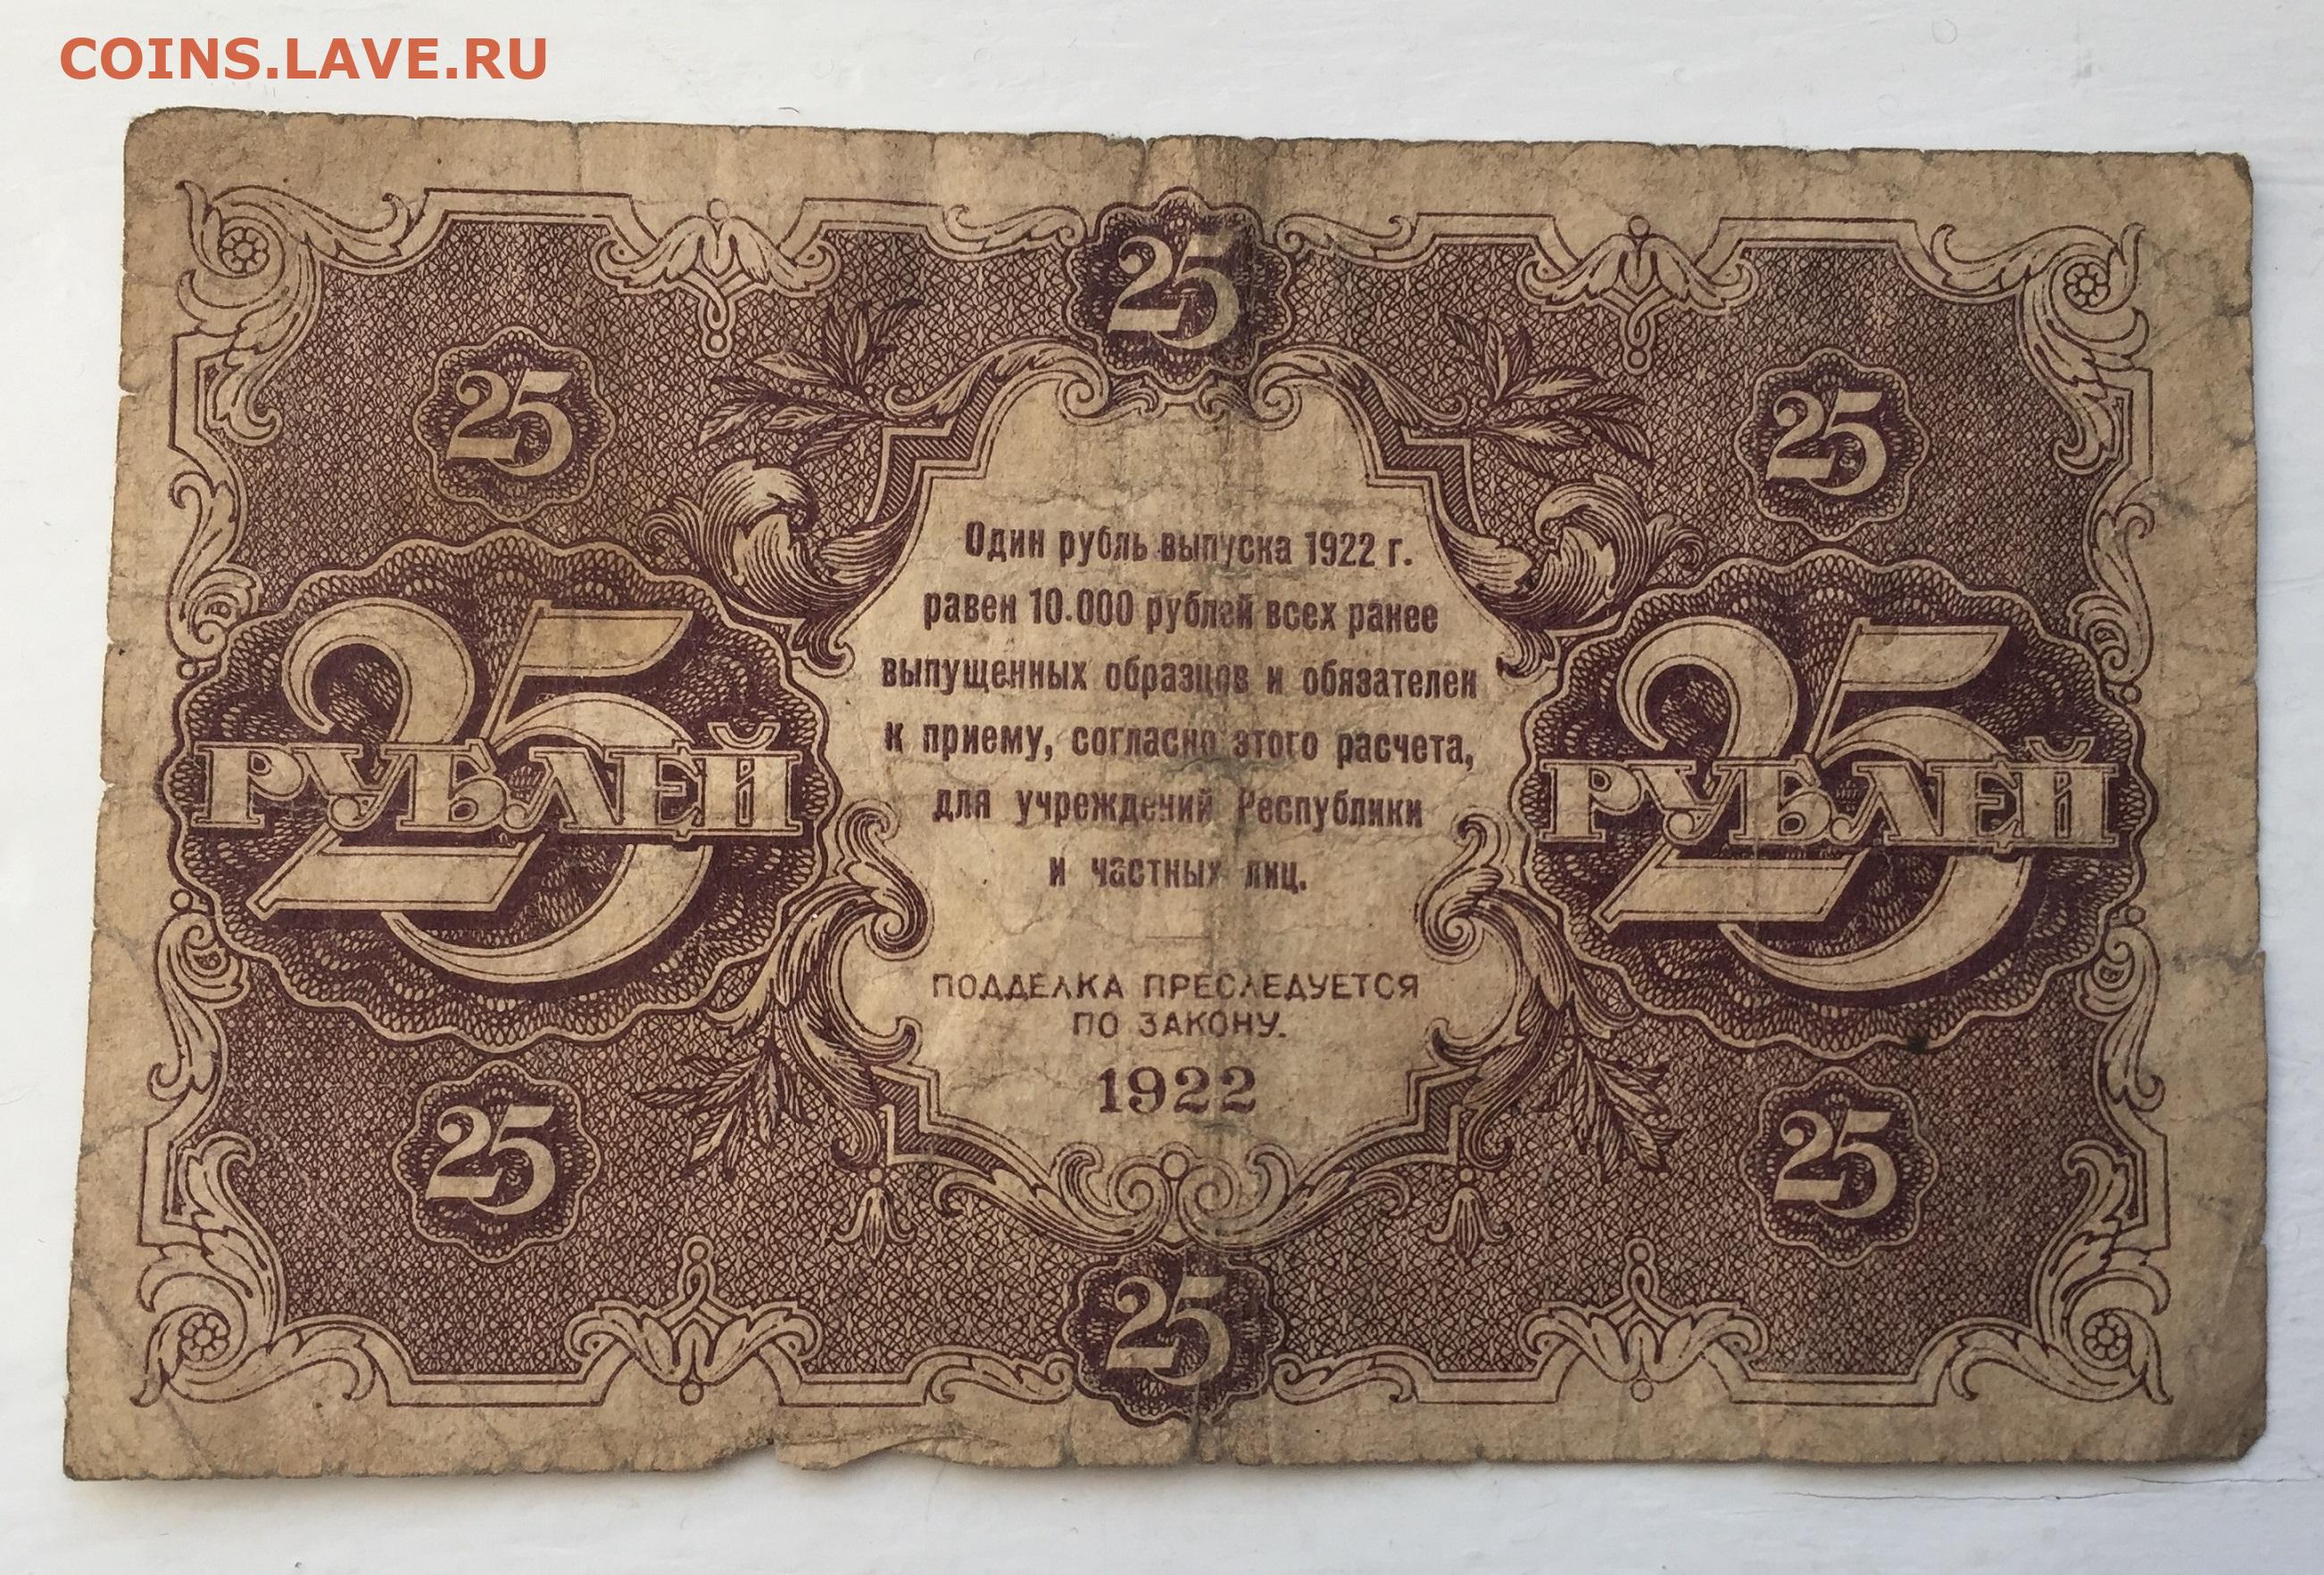 COINS.LAVE.RU
25
25
25
Один рубль выпуска 1922 г.
равен 10.000 рублей всех ранее
выпущенных образцов и обязателен
к приему, согласно этого расчета,
для учреждений Республики
и частных лиц.
25
РУБЛЕЙ
25
РУБЛЕЙ
ПОДДЕЛКА ПРЕСЛЕДУЕТСЯ
ПО ЗАКОНУ.
1922
25
25
25